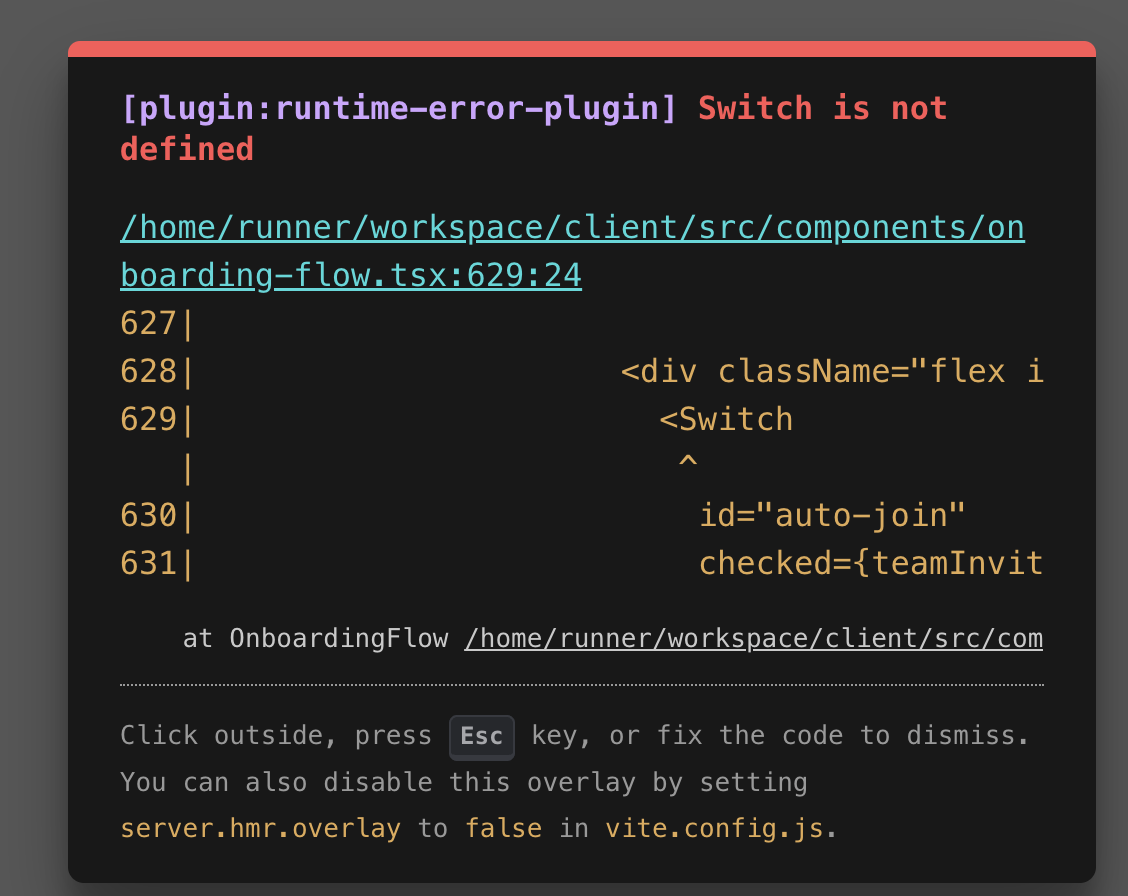 [plugin:runtime-error-plugin] Switch is not
defined
/home/runner/workspace/client/src/components/on
boarding-flow.tsx:629:24
627|
628|                      <div className="flex i
629|                        <Switch
   |                         ^
630|                          id="auto-join"
631|                          checked={teamInvit
    at OnboardingFlow /home/runner/workspace/client/src/com
Click outside, press Esc key, or fix the code to dismiss.
You can also disable this overlay by setting
server.hmr.overlay to false in vite.config.js.